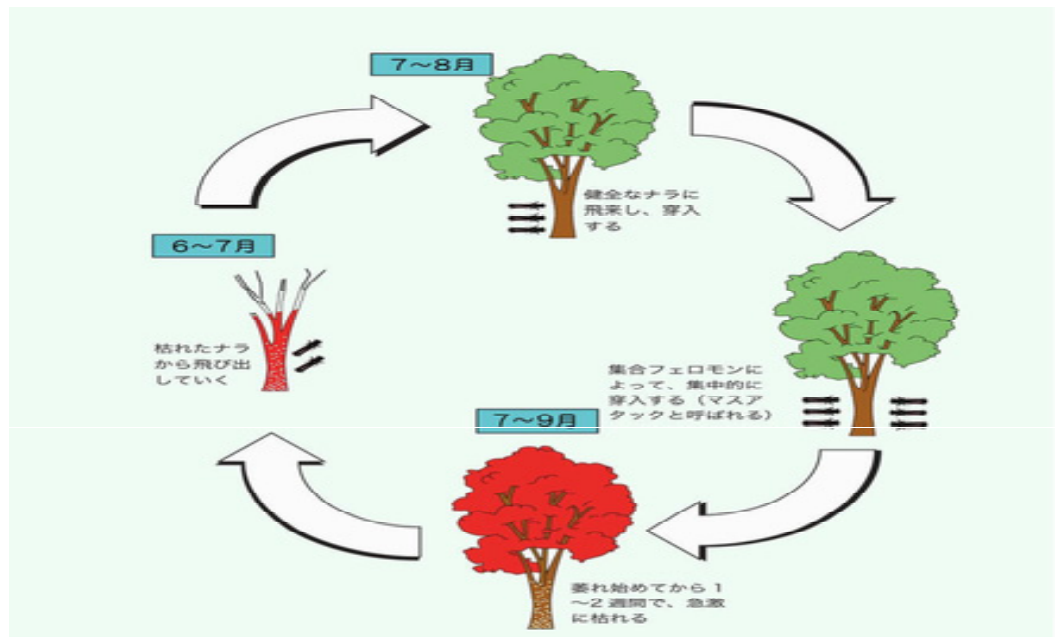 7～8月
健全なナラに
飛来し、穿入
する
集合フェロモンに
よって、集中的に
穿入する（マスア
タックと呼ばれる）
7～9月
萎れ始めてから1
～2週間で、急激
に枯れる
6～7月
枯れたナラ
から飛び出
していく